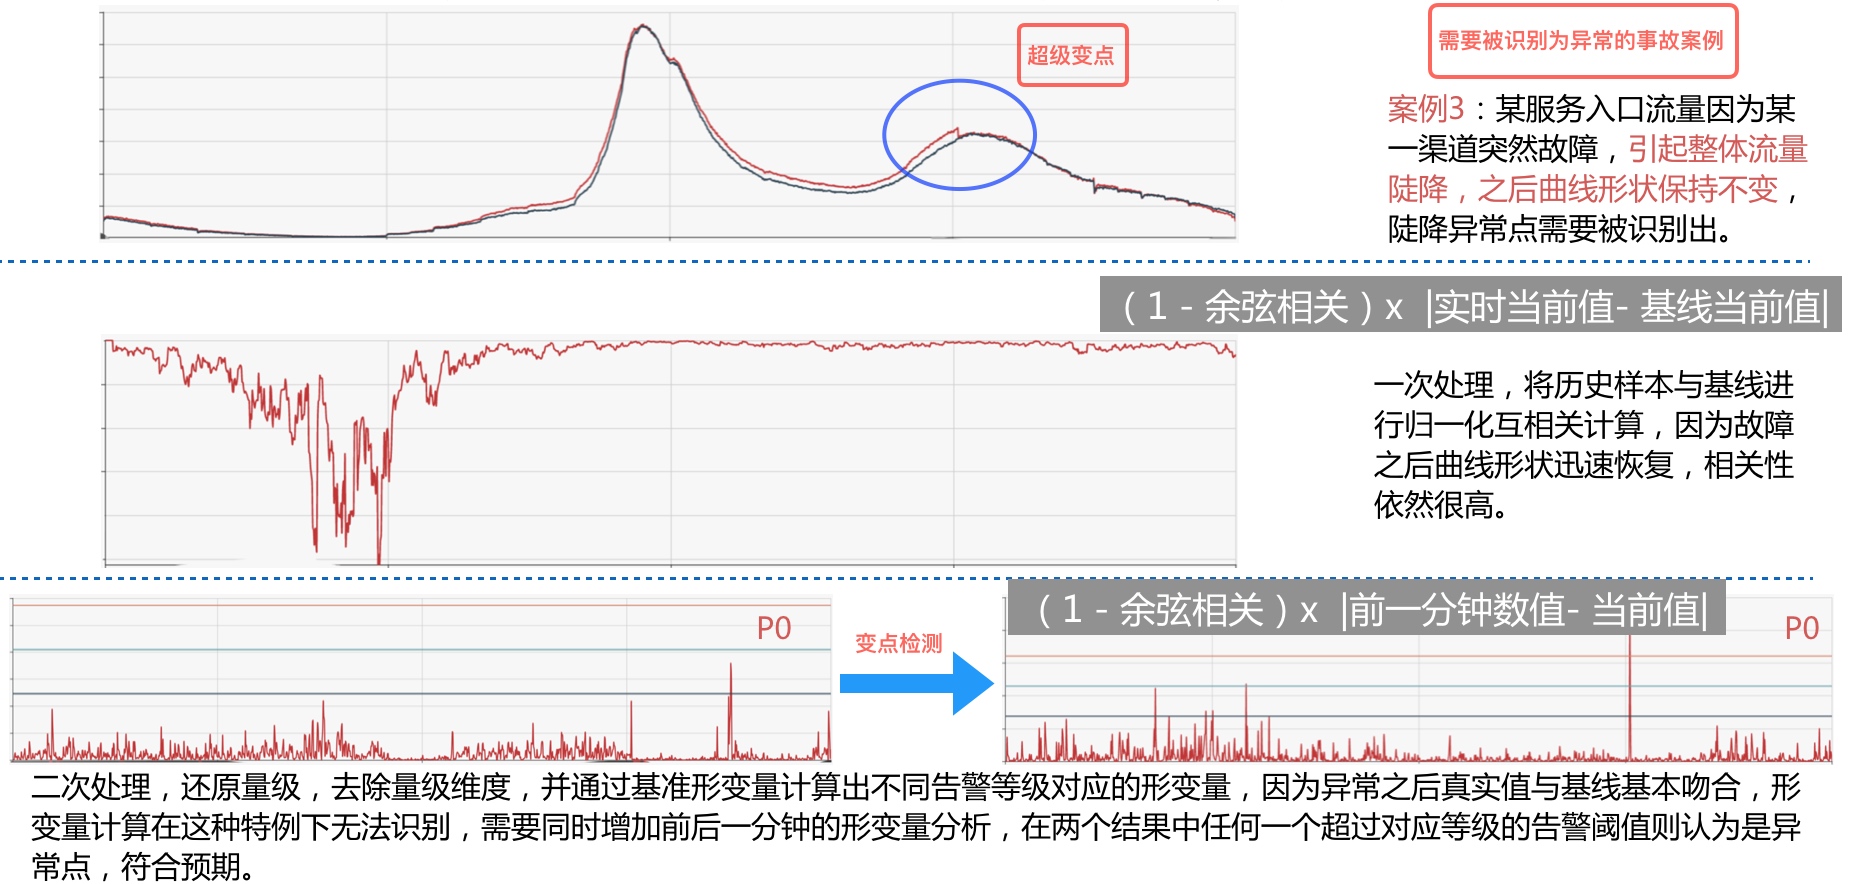 超级变点
需要被识别为异常的事故案例
案例3：某服务入口流量因为某
一渠道突然故障，引起整体流量
陡降，之后曲线形状保持不变，
陡降异常点需要被识别出。
（1 - 余弦相关）x |实时当前值- 基线当前值|
一次处理，将历史样本与基线进
行归一化互相关计算，因为故障
之后曲线形状迅速恢复，相关性
依然很高。
P0
变点检测
（1 - 余弦相关）x |前一分钟数值- 当前值|
P0
二次处理，还原量级，去除量级维度，并通过基准形变量计算出不同告警等级对应的形变量，因为异常之后真实值与基线基本吻合，形
变量计算在这种特例下无法识别，需要同时增加前后一分钟的形变量分析，在两个结果中任何一个超过对应等级的告警阈值则认为是异
常点，符合预期。